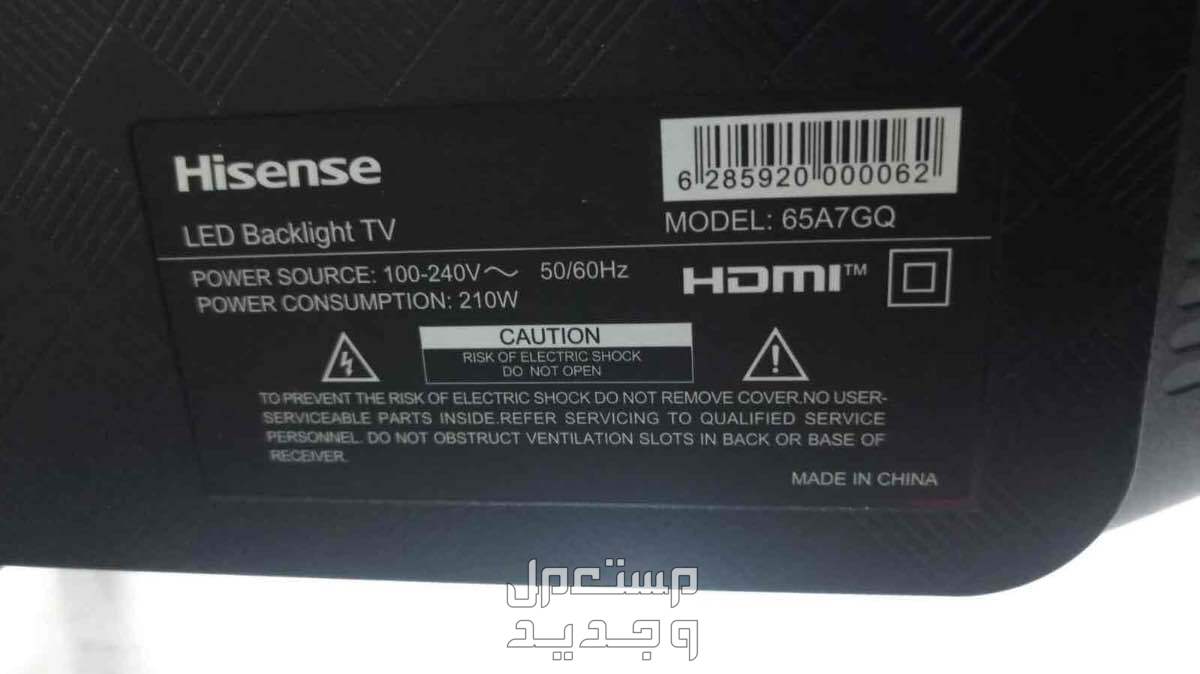 Hisense
6 285920 000062
LED Backlight TV
MODEL: 65A7GQ
POWER SOURCE: 100-240V～ 50/60Hz
POWER CONSUMPTION: 210W
HDMI™
CAUTION
RISK OF ELECTRIC SHOCK
DO NOT OPEN
TO PREVENT THE RISK OF ELECTRIC SHOCK DO NOT REMOVE COVER.NO USER-
SERVICEABLE PARTS INSIDE.REFER SERVICING TO QUALIFIED SERVICE
PERSONNEL. DO NOT OBSTRUCT VENTILATION SLOTS IN BACK OR BASE OF
RECEIVER.
MADE IN CHINA
مستعمل
وجديد